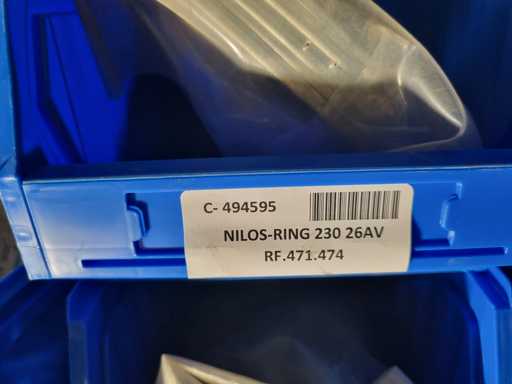 C- 494595
NILOS-RING 230 26AV
RF.471.474